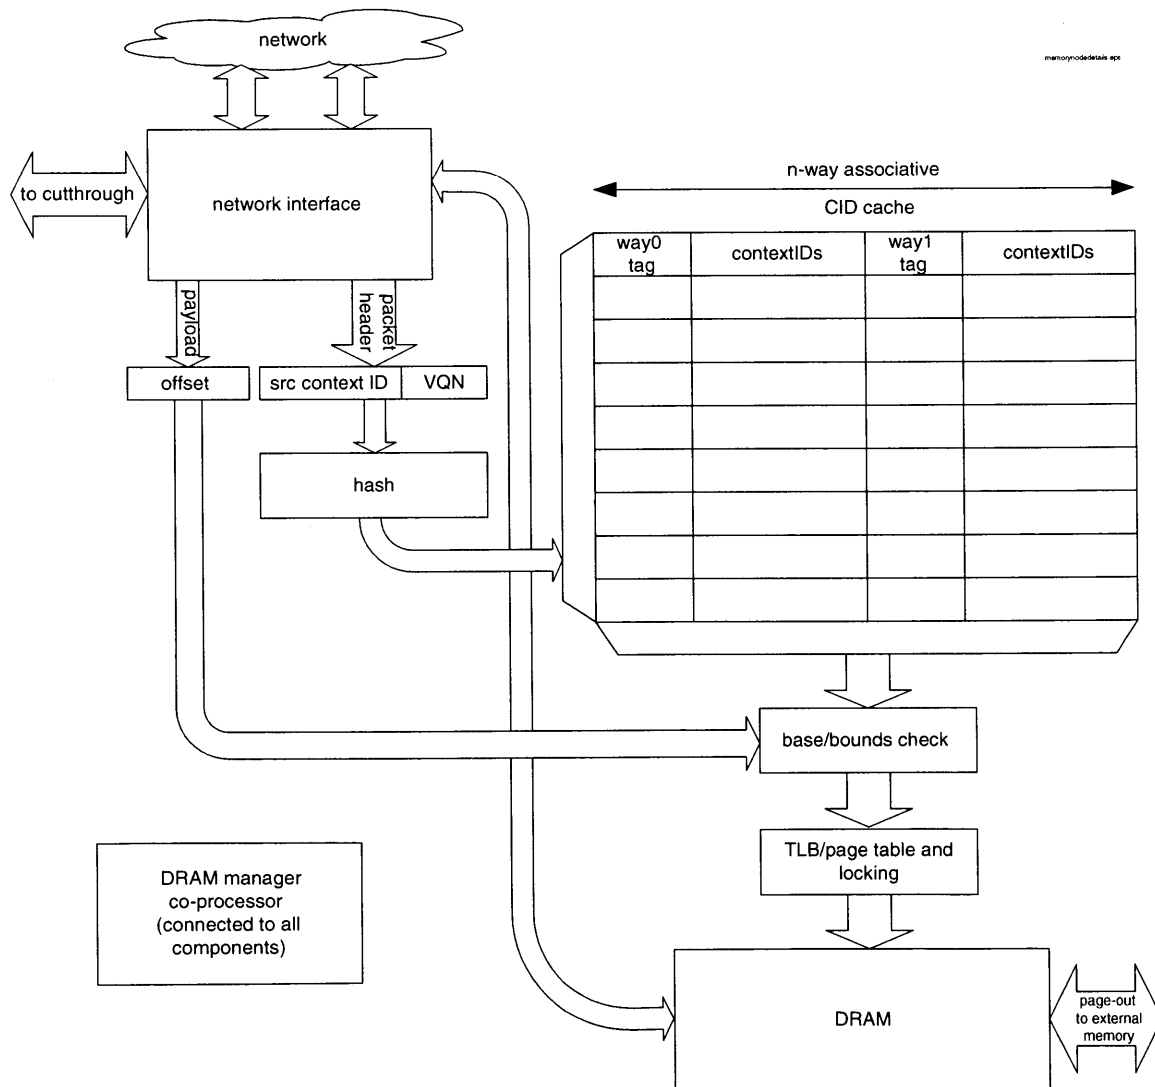 network
memorynodedetails eps
to cutthrough
network interface
n-way associative
CID cache
way0
tag
contextIDs
way1
tag
contextIDs
payload
packet
header
offset
src context ID
VQN
hash
base/bounds check
TLB/page table and
locking
DRAM manager
co-processor
(connected to all
components)
DRAM
page-out
to external
memory